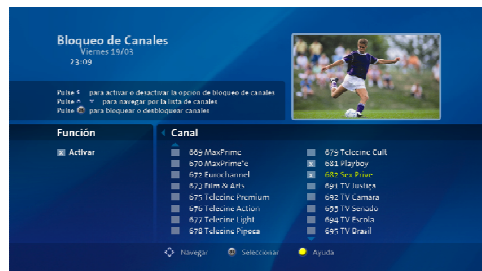 Bloqueo de Canales
Viernes 19/03
23:09
Pulse para activar o desactivar la opción de bloqueo de canales
Pulse para navegar por la lista de canales
Pulse para bloquear o desbloquear canales
Función
Canal
Activar
669 MaxPrime
670 MaxPrime*e
672 Eurochannel
673 Film & Arts
675 Telecine Premium
676 Telecine Action
677 Telecine Light
678 Telecine Pipoca
679 Telecine Cult
681 Playboy
682 Sex Prive
691 TV Justiça
692 TV Camara
693 TV Senado
694 TV Escola
695 TV Brasil
Navegar
Seleccionar
Ayuda